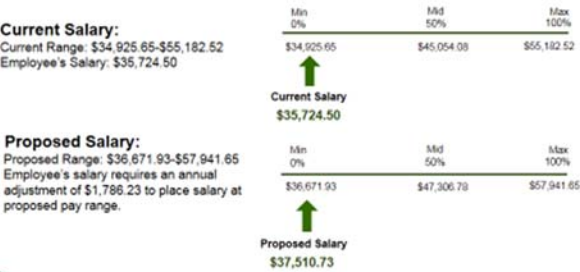 Current Salary:
Current Range: $34,925.65-$55,182.52
Employee's Salary: $35,724.50
Min Mid Max
0% 50% 100%
$34,925.65 $45,054.08 $55,182.52
Current Salary
$35,724.50
Proposed Salary:
Proposed Range: $36,671.93-$57,941.65
Employee's salary requires an annual
adjustment of $1,786.23 to place salary at
proposed pay range.
Min Mid Max
0% 50% 100%
$36,671.93 $47,306.78 $57,941.65
Proposed Salary
$37,510.73